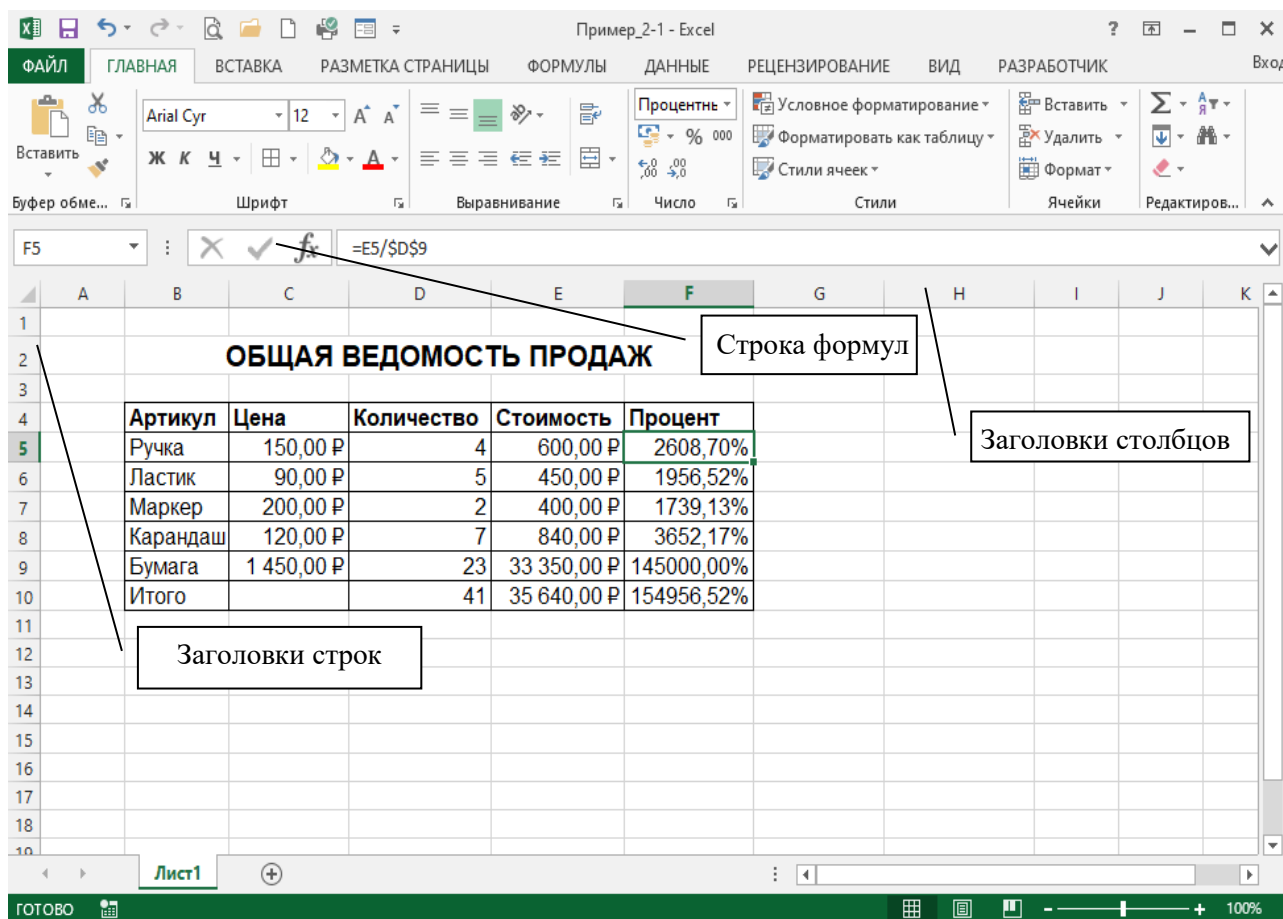 Пример_2-1 - Excel
ФАЙЛ ГЛАВНАЯ ВСТАВКА РАЗМЕТКА СТРАНИЦЫ ФОРМУЛЫ ДАННЫЕ РЕЦЕНЗИРОВАНИЕ ВИД РАЗРАБОТЧИК Вход
Arial Cyr 12 Процентнь Условное форматирование Вставить
Вставить Ж К Ч % 000 Форматировать как таблицу Удалить
Стили ячеек Формат
Буфер обме... Шрифт Выравнивание Число Стили Ячейки Редактиров...
F5 fx =E5/$D$9
A B C D E F G H I J K
1
Строка формул
2 ОБЩАЯ ВЕДОМОСТЬ ПРОДАЖ
3
4 Артикул Цена Количество Стоимость Процент
Заголовки столбцов
5 Ручка 150,00 ₽ 4 600,00 ₽ 2608,70%
6 Ластик 90,00 ₽ 5 450,00 ₽ 1956,52%
7 Маркер 200,00 ₽ 2 400,00 ₽ 1739,13%
8 Карандаш 120,00 ₽ 7 840,00 ₽ 3652,17%
9 Бумага 1 450,00 ₽ 23 33 350,00 ₽ 145000,00%
10 Итого 41 35 640,00 ₽ 154956,52%
11
12 Заголовки строк
13
14
15
16
17
18
19
Лист1
ГОТОВО 100%